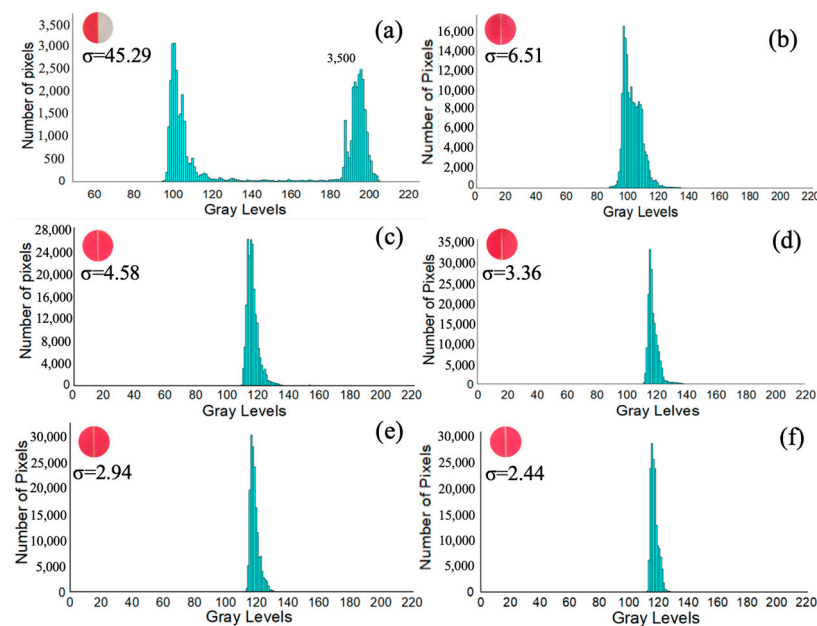 (a)
σ=45.29
3,500
Number of pixels
3,500
3,000
2,500
2,000
1,500
1,000
500
0
60 80 100 120 140 160 180 200 220
Gray Levels
(b)
σ=6.51
Number of Pixels
16,000
14,000
12,000
10,000
8,000
6,000
4,000
2,000
0
0 20 40 60 80 100 120 140 160 180 200 220
Gray Levels
(c)
σ=4.58
Number of pixels
28,000
24,000
20,000
16,000
12,000
8,000
4,000
0
0 20 40 60 80 100 120 140 160 180 200 220
Gray Levels
(d)
σ=3.36
Number of Pixels
35,000
30,000
25,000
20,000
15,000
10,000
5,000
0
0 20 40 60 80 100 120 140 160 180 200 220
Gray Lelves
(e)
σ=2.94
Number of Pixels
30,000
25,000
20,000
15,000
10,000
5,000
0
0 20 40 60 80 100 120 140 160 180 200 220
Gray Levels
(f)
σ=2.44
Number of Pixels
30,000
25,000
20,000
15,000
10,000
5,000
0
0 20 40 60 80 100 120 140 160 180 200 220
Gray Levels